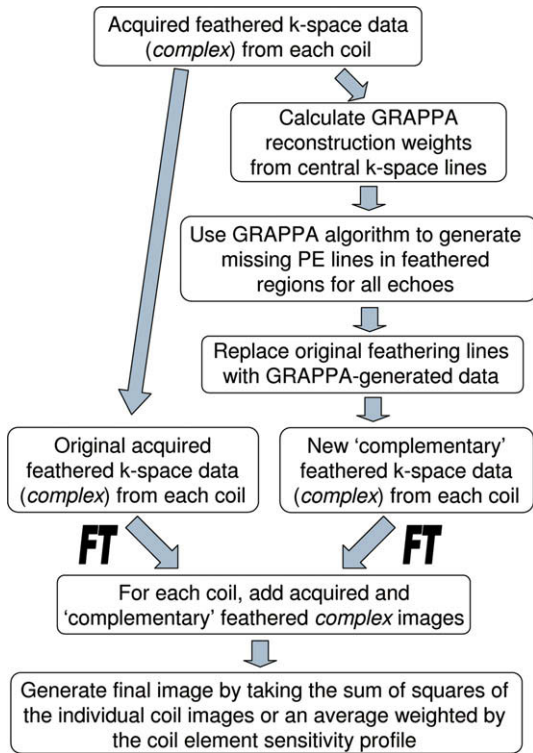 Acquired feathered k-space data
(complex) from each coil
Calculate GRAPPA
reconstruction weights
from central k-space lines
Use GRAPPA algorithm to generate
missing PE lines in feathered
regions for all echoes
Replace original feathering lines
with GRAPPA-generated data
Original acquired
feathered k-space data
(complex) from each coil
New ‘complementary’
feathered k-space data
(complex) from each coil
FT
FT
For each coil, add acquired and
‘complementary’ feathered complex images
Generate final image by taking the sum of squares of
the individual coil images or an average weighted by
the coil element sensitivity profile